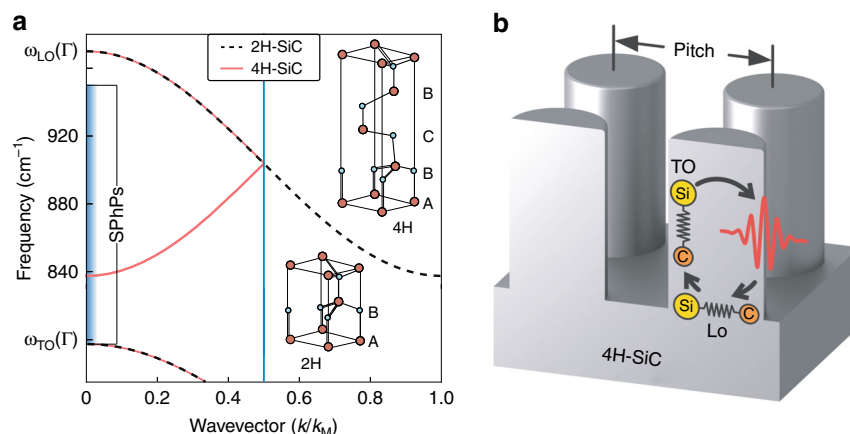 a
ω_LO(Γ)
920
880
840
ω_TO(Γ)
Frequency (cm⁻¹)
SPhPs
2H-SiC
4H-SiC
B
C
B
A
4H
B
A
2H
0
0.2
0.4
0.6
0.8
1.0
Wavevector (k/k_M)
b
Pitch
TO
Si
C
Si
C
Lo
4H-SiC